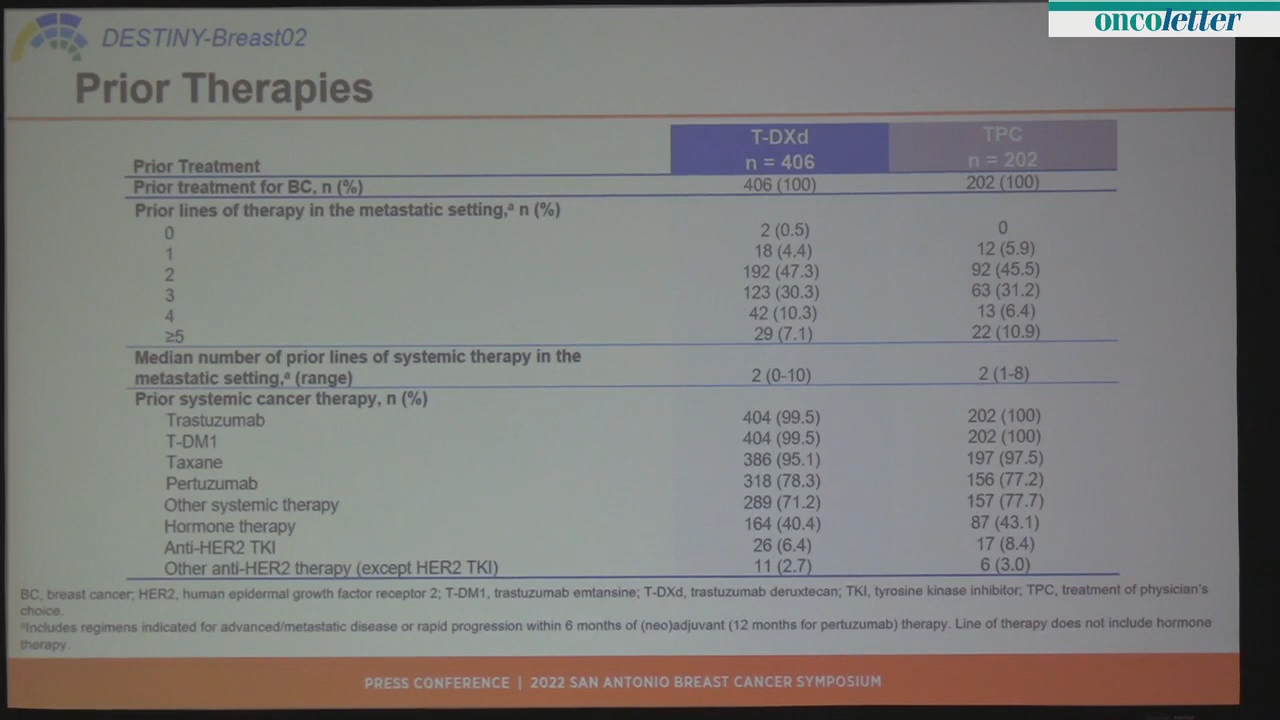 oncoletter
DESTINY-Breast02
Prior Therapies
Prior Treatment T-DXd n = 406 TPC n = 202
Prior treatment for BC, n (%) 406 (100) 202 (100)
Prior lines of therapy in the metastatic setting,ᵃ n (%)
0 2 (0.5) 0
1 18 (4.4) 12 (5.9)
2 192 (47.3) 92 (45.5)
3 123 (30.3) 63 (31.2)
4 42 (10.3) 13 (6.4)
≥5 29 (7.1) 22 (10.9)
Median number of prior lines of systemic therapy in the
metastatic setting,ᵃ (range) 2 (0-10) 2 (1-8)
Prior systemic cancer therapy, n (%)
Trastuzumab 404 (99.5) 202 (100)
T-DM1 404 (99.5) 202 (100)
Taxane 386 (95.1) 197 (97.5)
Pertuzumab 318 (78.3) 156 (77.2)
Other systemic therapy 289 (71.2) 157 (77.7)
Hormone therapy 164 (40.4) 87 (43.1)
Anti-HER2 TKI 26 (6.4) 17 (8.4)
Other anti-HER2 therapy (except HER2 TKI) 11 (2.7) 6 (3.0)
BC, breast cancer; HER2, human epidermal growth factor receptor 2; T-DM1, trastuzumab emtansine; T-DXd, trastuzumab deruxtecan; TKI, tyrosine kinase inhibitor; TPC, treatment of physician's
choice.
ᵃIncludes regimens indicated for advanced/metastatic disease or rapid progression within 6 months of (neo)adjuvant (12 months for pertuzumab) therapy. Line of therapy does not include hormone
therapy.
PRESS CONFERENCE | 2022 SAN ANTONIO BREAST CANCER SYMPOSIUM